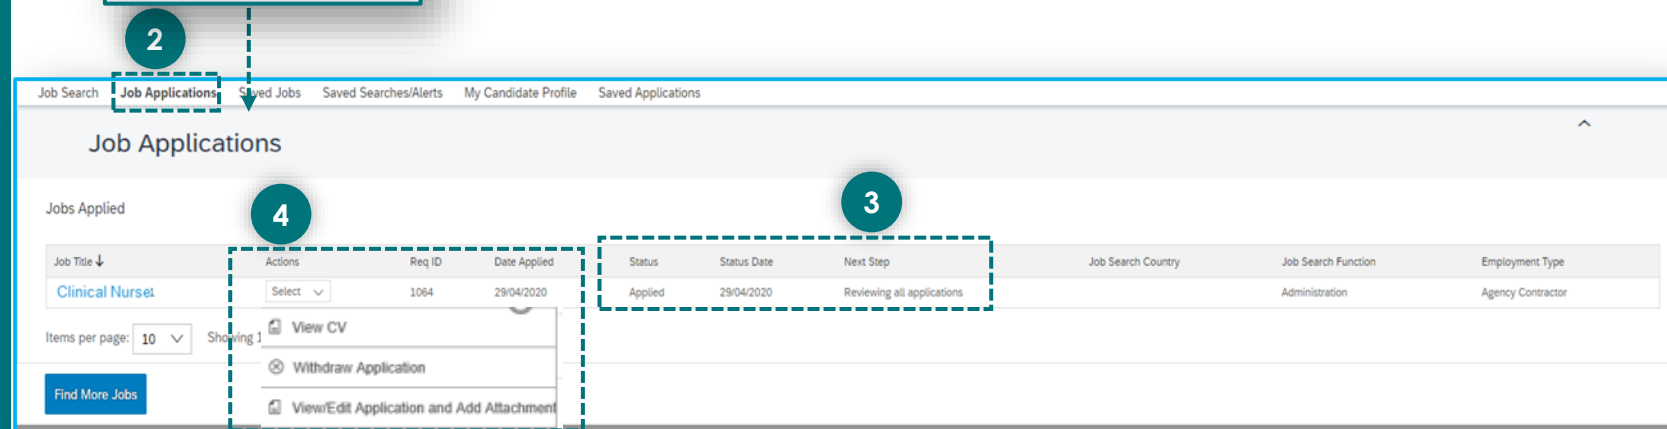 2
Job Search Job Applications Saved Jobs Saved Searches/Alerts My Candidate Profile Saved Applications
Job Applications
Jobs Applied
4
3
Job Title Actions Req ID Date Applied Status Status Date Next Step Job Search Country Job Search Function Employment Type
Clinical Nurse1 Select 1064 29/04/2020 Applied 29/04/2020 Reviewing all applications Administration Agency Contractor
View CV
Items per page: 10 Showing 1
Withdraw Application
Find More Jobs
View/Edit Application and Add Attachment